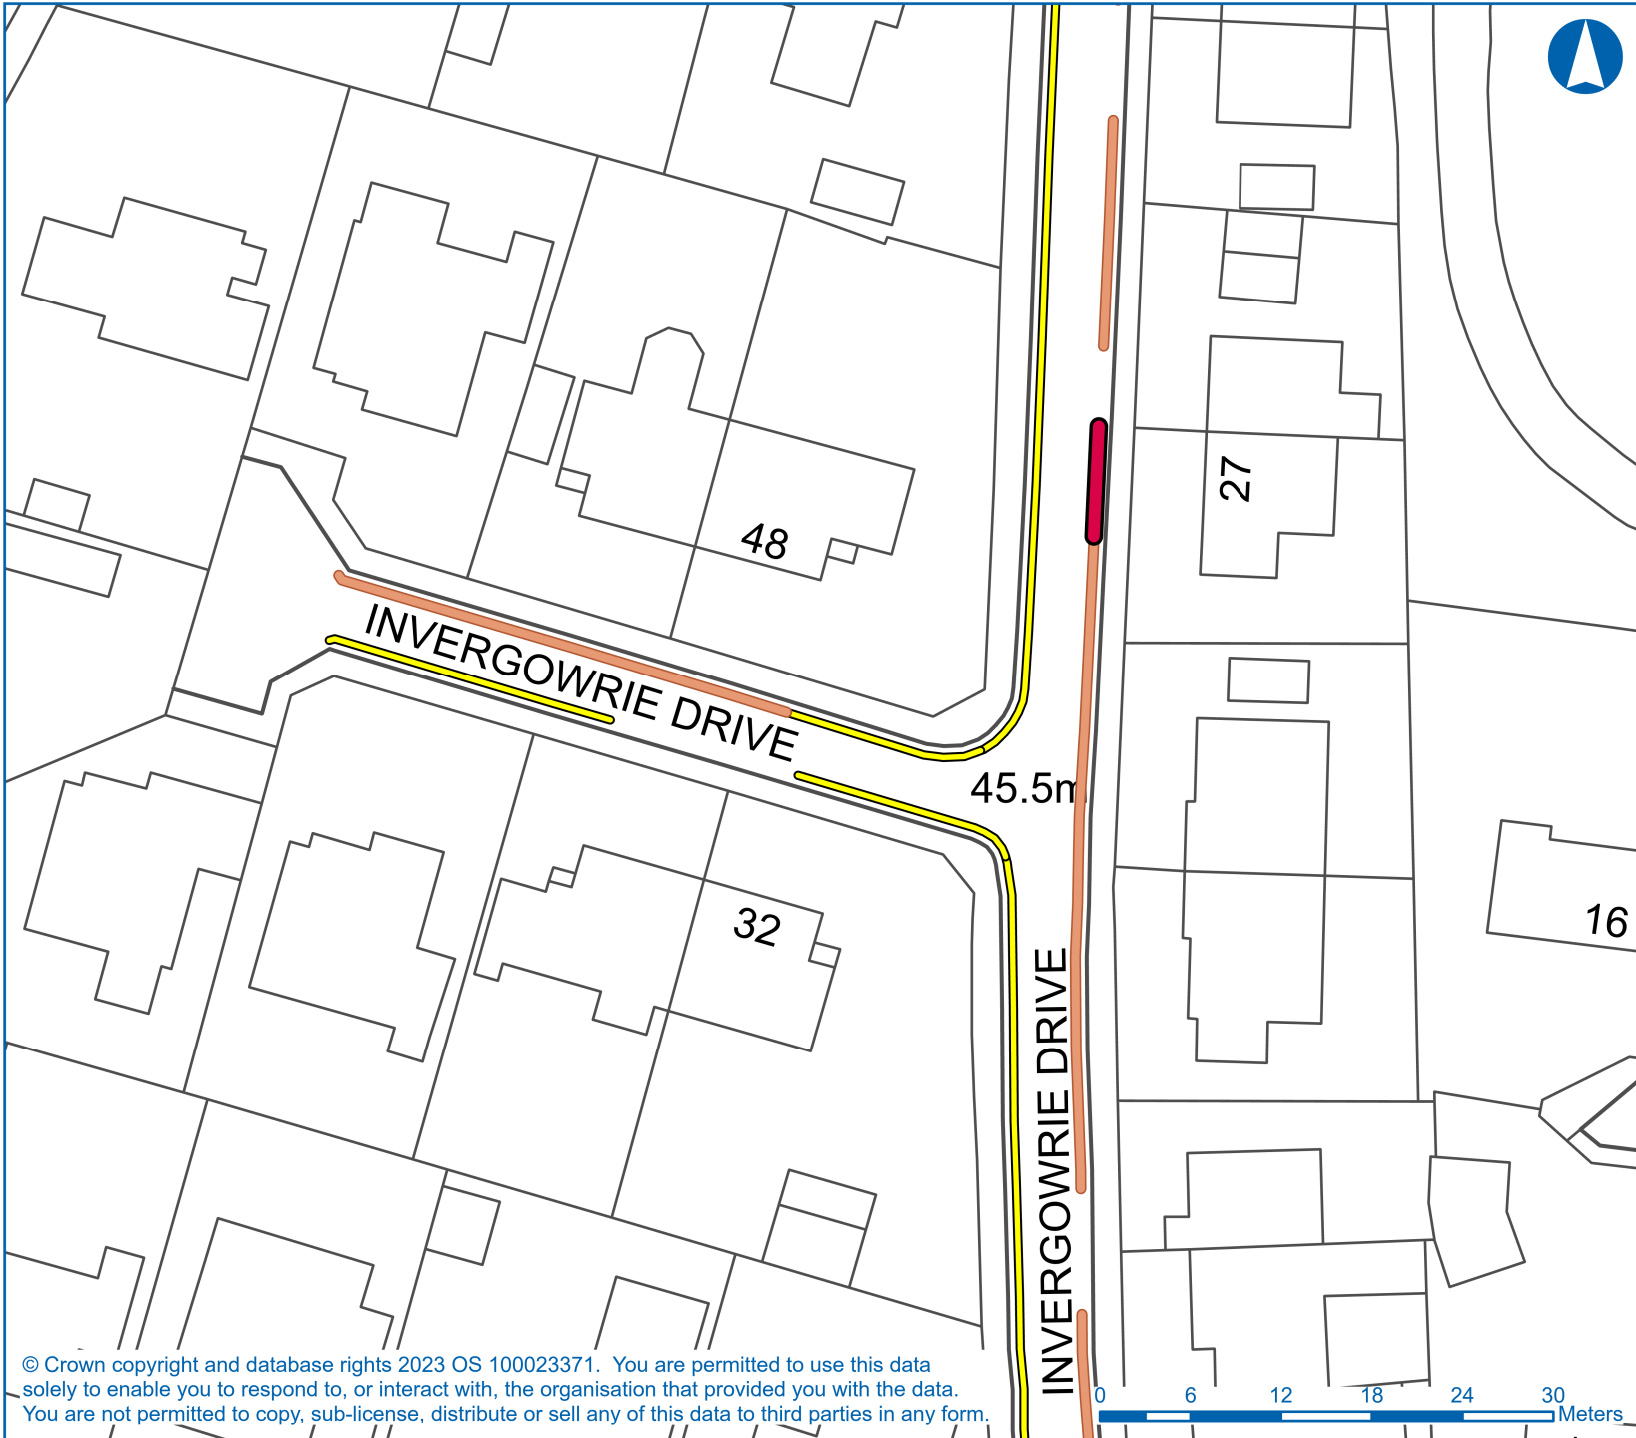 27
48
INVERGOWRIE DRIVE
45.5m
32
16
INVERGOWRIE DRIVE
© Crown copyright and database rights 2023 OS 100023371. You are permitted to use this data
solely to enable you to respond to, or interact with, the organisation that provided you with the data.
You are not permitted to copy, sub-license, distribute or sell any of this data to third parties in any form.
0 6 12 18 24 30
Meters